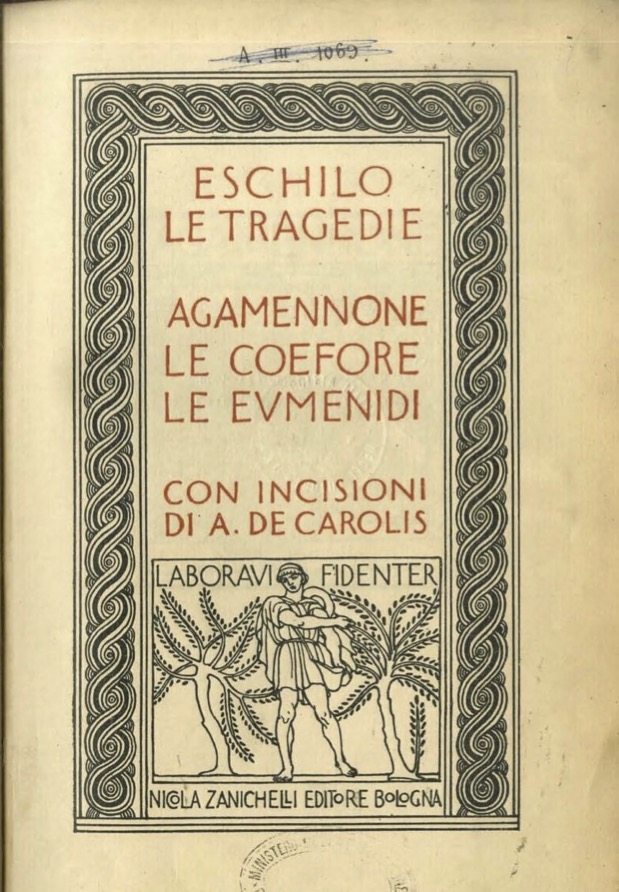 A. III. 1069.
ESCHILO
LE TRAGEDIE
AGAMENNONE
LE COEFORE
LE EVMENIDI
CON INCISIONI
DI A. DE CAROLIS
LABORAVI FIDENTER
NICOLA ZANICHELLI EDITORE BOLOGNA